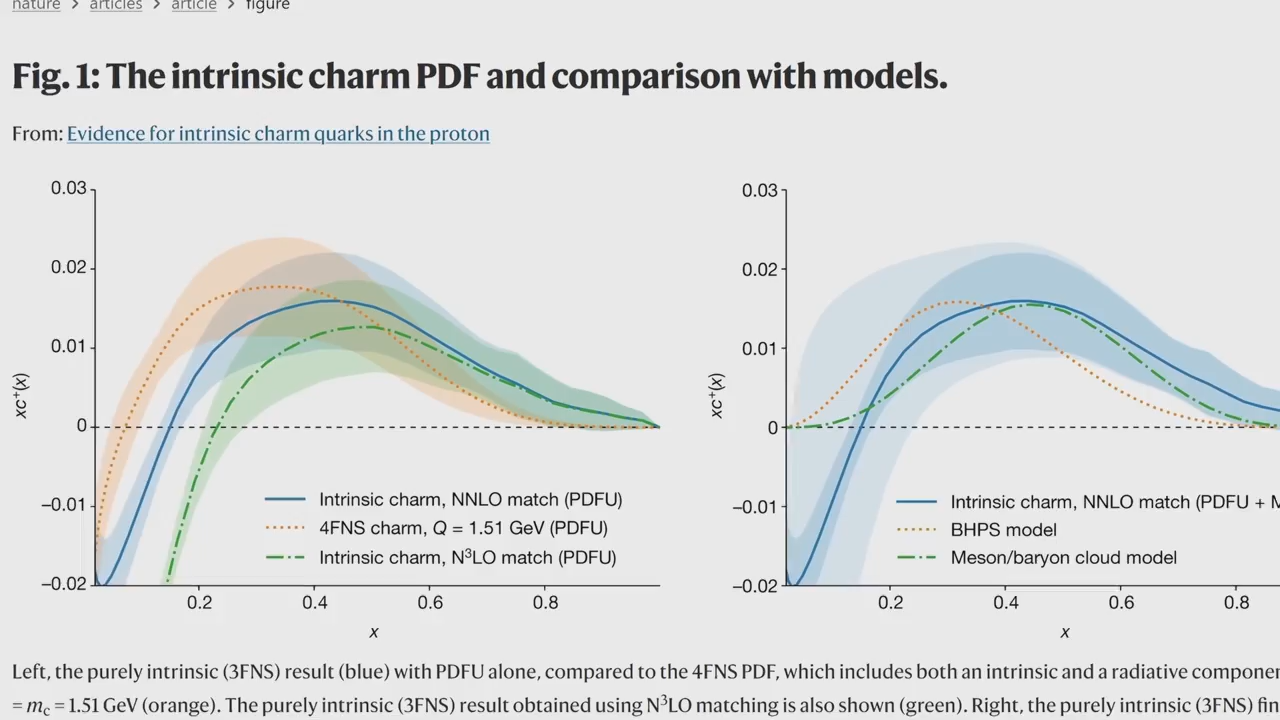 nature > articles > article > figure
Fig. 1: The intrinsic charm PDF and comparison with models.
From: Evidence for intrinsic charm quarks in the proton
0.03
0.02
0.01
0
−0.01
−0.02
xc⁺(x)
0.2 0.4 0.6 0.8
x
Intrinsic charm, NNLO match (PDFU)
4FNS charm, Q = 1.51 GeV (PDFU)
Intrinsic charm, N³LO match (PDFU)
0.03
0.02
0.01
0
−0.01
−0.02
xc⁺(x)
0.2 0.4 0.6 0.8
x
Intrinsic charm, NNLO match (PDFU + M
BHPS model
Meson/baryon cloud model
Left, the purely intrinsic (3FNS) result (blue) with PDFU alone, compared to the 4FNS PDF, which includes both an intrinsic and a radiative componen
= mc = 1.51 GeV (orange). The purely intrinsic (3FNS) result obtained using N³LO matching is also shown (green). Right, the purely intrinsic (3FNS) fin